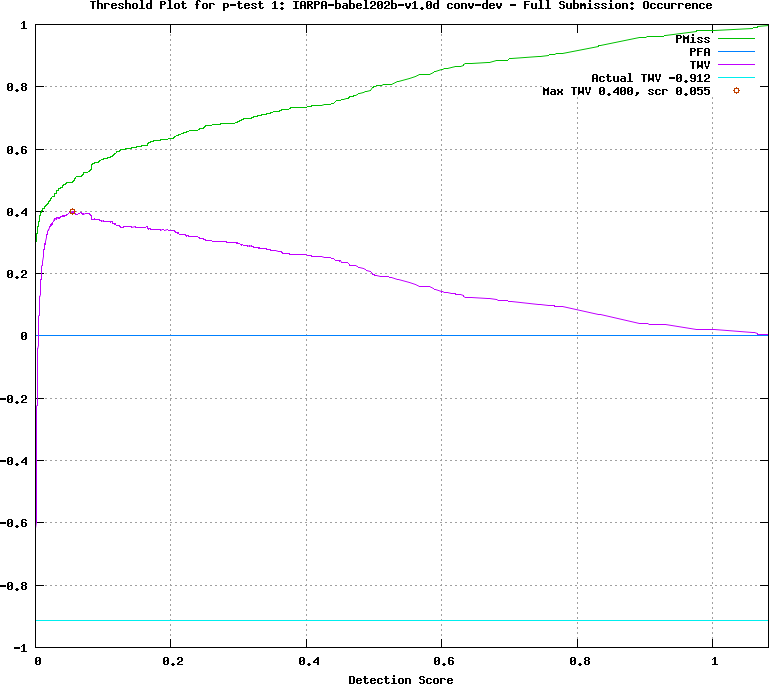 Threshold Plot for p-test 1: IARPA-babel202b-v1.0d conv-dev - Full Submission: Occurrence
PMiss
PFA
TWV
Actual TWV -0.912
Max TWV 0.400, scr 0.055
1
0.8
0.6
0.4
0.2
0
-0.2
-0.4
-0.6
-0.8
-1
0 0.2 0.4 0.6 0.8 1
Detection Score